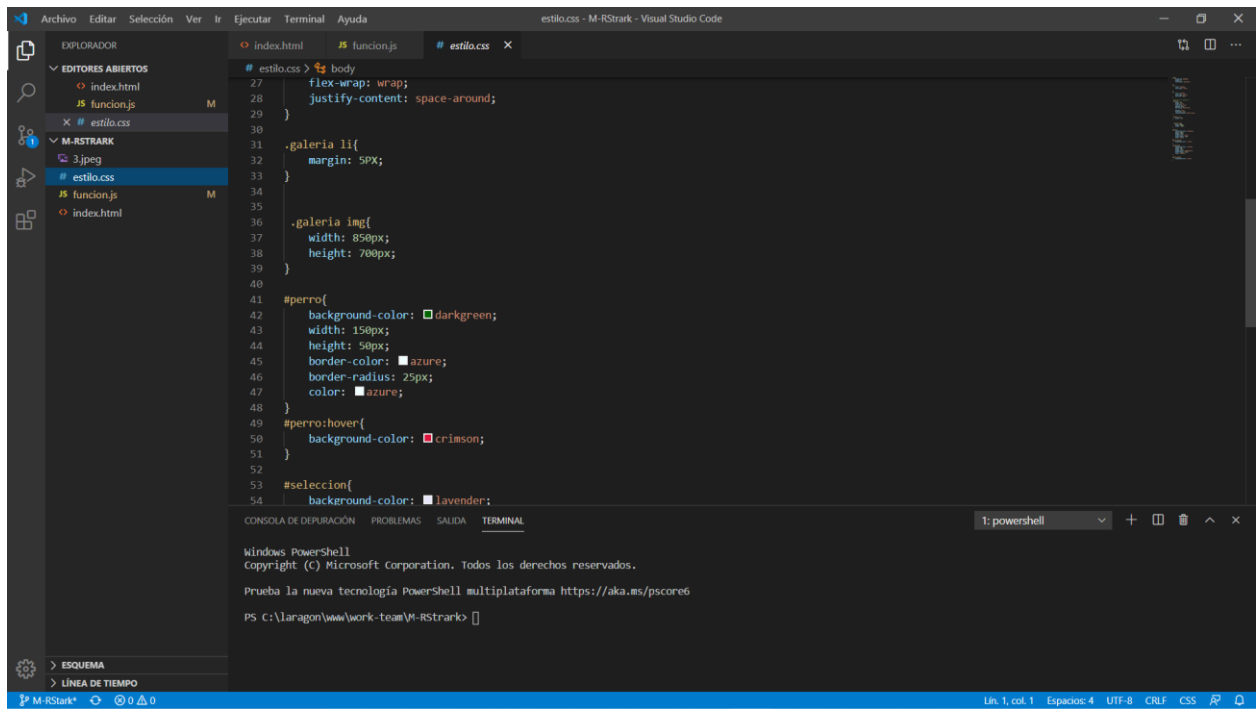 Archivo Editar Selección Ver Ir Ejecutar Terminal Ayuda
estilo.css - M-RStrark - Visual Studio Code
EXPLORADOR
EDITORES ABIERTOS
index.html
JS funcion.js M
# estilo.css
1
M-RSTRARK
3.jpeg
# estilo.css
JS funcion.js M
index.html
ESQUEMA
LÍNEA DE TIEMPO
index.html JS funcion.js # estilo.css
# estilo.css > body
27 flex-wrap: wrap;
28 justify-content: space-around;
29 }
30
31 .galeria li{
32 margin: 5PX;
33 }
34
35
36 .galeria img{
37 width: 850px;
38 height: 700px;
39 }
40
41 #perro{
42 background-color: darkgreen;
43 width: 150px;
44 height: 50px;
45 border-color: azure;
46 border-radius: 25px;
47 color: azure;
48 }
49 #perro:hover{
50 background-color: crimson;
51 }
52
53 #seleccion{
54 background-color: lavender;
CONSOLA DE DEPURACIÓN PROBLEMAS SALIDA TERMINAL
1: powershell
Windows PowerShell
Copyright (C) Microsoft Corporation. Todos los derechos reservados.
Prueba la nueva tecnología PowerShell multiplataforma https://aka.ms/pscore6
PS C:\laragon\www\work-team\M-RStrark>
M-RStark* 0 0
Lín. 1, col. 1 Espacios: 4 UTF-8 CRLF CSS